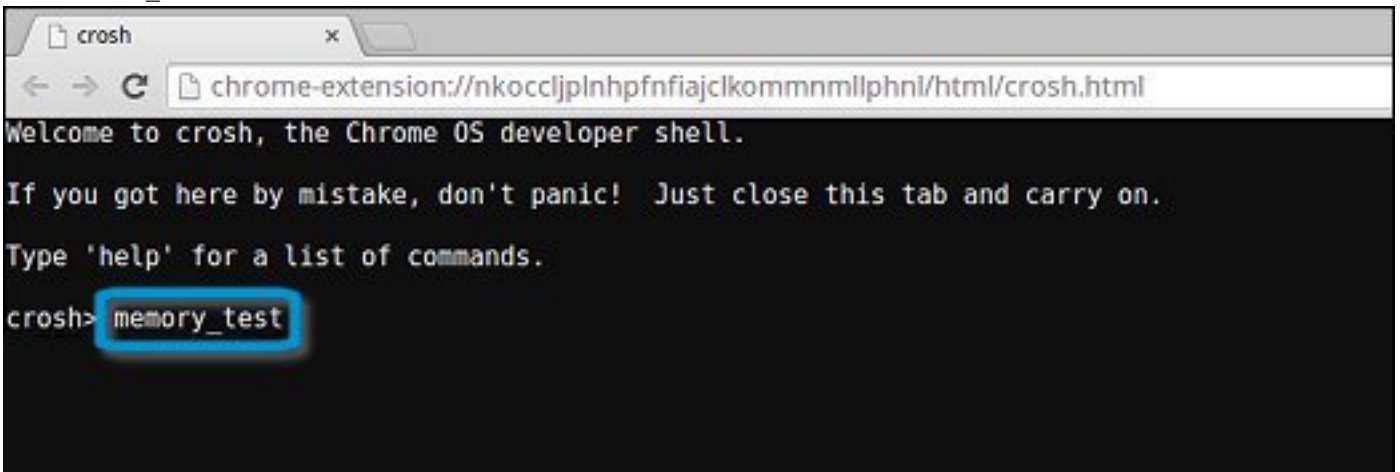 crosh
chrome-extension://nkoccljplnhpfnfiajclkommnmllphnl/html/crosh.html
Welcome to crosh, the Chrome OS developer shell.
If you got here by mistake, don't panic!  Just close this tab and carry on.
Type 'help' for a list of commands.
crosh> memory_test